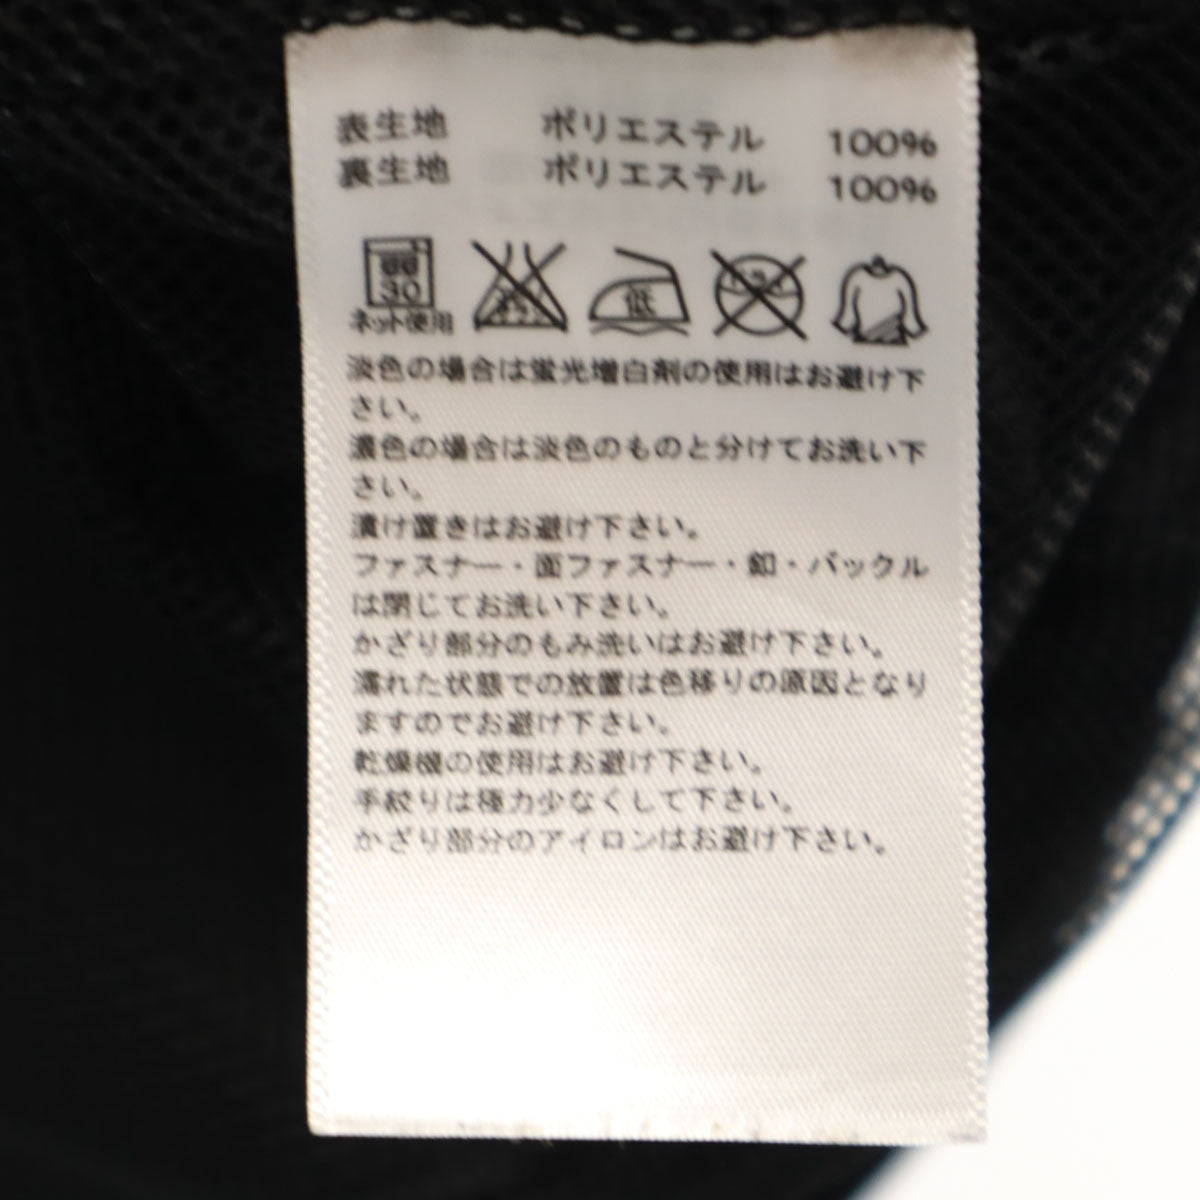 表生地 ポリエステル 100%
裏生地 ポリエステル 100%
30 低
ネット使用
淡色の場合は蛍光増白剤の使用はお避け下
さい。
濃色の場合は淡色のものと分けてお洗い下
さい。
漬け置きはお避け下さい。
ファスナー・面ファスナー・釦・バックル
は閉じてお洗い下さい。
かざり部分のもみ洗いはお避け下さい。
濡れた状態での放置は色移りの原因となり
ますのでお避け下さい。
乾燥機の使用はお避け下さい。
手絞りは極力少なくして下さい。
かざり部分のアイロンはお避け下さい。